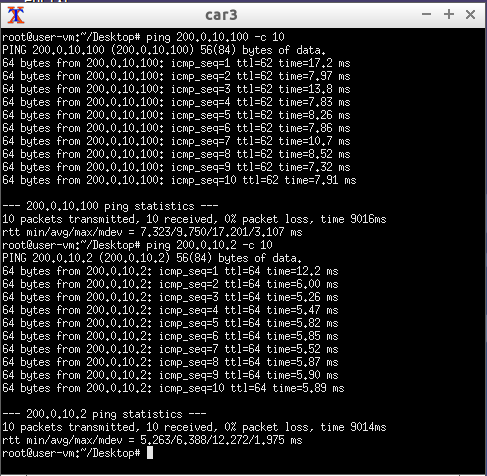 car3
root@user-vm:~/Desktop# ping 200.0.10.100 -c 10
PING 200.0.10.100 (200.0.10.100) 56(84) bytes of data.
64 bytes from 200.0.10.100: icmp_seq=1 ttl=62 time=17.2 ms
64 bytes from 200.0.10.100: icmp_seq=2 ttl=62 time=7.97 ms
64 bytes from 200.0.10.100: icmp_seq=3 ttl=62 time=13.8 ms
64 bytes from 200.0.10.100: icmp_seq=4 ttl=62 time=7.83 ms
64 bytes from 200.0.10.100: icmp_seq=5 ttl=62 time=8.26 ms
64 bytes from 200.0.10.100: icmp_seq=6 ttl=62 time=7.86 ms
64 bytes from 200.0.10.100: icmp_seq=7 ttl=62 time=10.7 ms
64 bytes from 200.0.10.100: icmp_seq=8 ttl=62 time=8.52 ms
64 bytes from 200.0.10.100: icmp_seq=9 ttl=62 time=7.32 ms
64 bytes from 200.0.10.100: icmp_seq=10 ttl=62 time=7.91 ms
--- 200.0.10.100 ping statistics ---
10 packets transmitted, 10 received, 0% packet loss, time 9016ms
rtt min/avg/max/mdev = 7.323/9.750/17.201/3.107 ms
root@user-vm:~/Desktop# ping 200.0.10.2 -c 10
PING 200.0.10.2 (200.0.10.2) 56(84) bytes of data.
64 bytes from 200.0.10.2: icmp_seq=1 ttl=64 time=12.2 ms
64 bytes from 200.0.10.2: icmp_seq=2 ttl=64 time=6.00 ms
64 bytes from 200.0.10.2: icmp_seq=3 ttl=64 time=5.26 ms
64 bytes from 200.0.10.2: icmp_seq=4 ttl=64 time=5.47 ms
64 bytes from 200.0.10.2: icmp_seq=5 ttl=64 time=5.82 ms
64 bytes from 200.0.10.2: icmp_seq=6 ttl=64 time=5.85 ms
64 bytes from 200.0.10.2: icmp_seq=7 ttl=64 time=5.52 ms
64 bytes from 200.0.10.2: icmp_seq=8 ttl=64 time=5.87 ms
64 bytes from 200.0.10.2: icmp_seq=9 ttl=64 time=5.90 ms
64 bytes from 200.0.10.2: icmp_seq=10 ttl=64 time=5.89 ms
--- 200.0.10.2 ping statistics ---
10 packets transmitted, 10 received, 0% packet loss, time 9014ms
rtt min/avg/max/mdev = 5.263/6.388/12.272/1.975 ms
root@user-vm:~/Desktop#